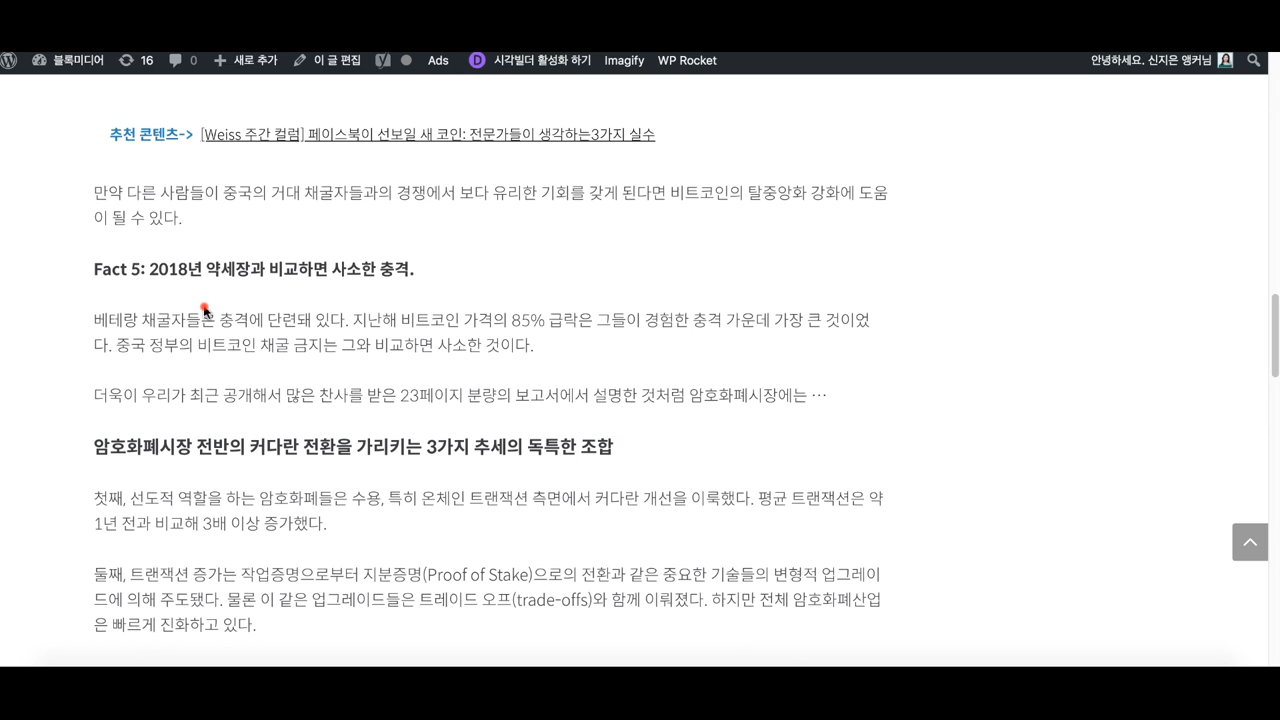 블록미디어 16 0 새로 추가 이 글 편집 Ads D 시각빌더 활성화 하기 Imagify WP Rocket 안녕하세요. 신지은 앵커님
추천 콘텐츠-> [Weiss 주간 컬럼] 페이스북이 선보일 새 코인: 전문가들이 생각하는3가지 실수
만약 다른 사람들이 중국의 거대 채굴자들과의 경쟁에서 보다 유리한 기회를 갖게 된다면 비트코인의 탈중앙화 강화에 도움
이 될 수 있다.
Fact 5: 2018년 약세장과 비교하면 사소한 충격.
베테랑 채굴자들은 충격에 단련돼 있다. 지난해 비트코인 가격의 85% 급락은 그들이 경험한 충격 가운데 가장 큰 것이었
다. 중국 정부의 비트코인 채굴 금지는 그와 비교하면 사소한 것이다.
더욱이 우리가 최근 공개해서 많은 찬사를 받은 23페이지 분량의 보고서에서 설명한 것처럼 암호화폐시장에는 …
암호화폐시장 전반의 커다란 전환을 가리키는 3가지 추세의 독특한 조합
첫째, 선도적 역할을 하는 암호화폐들은 수용, 특히 온체인 트랜잭션 측면에서 커다란 개선을 이룩했다. 평균 트랜잭션은 약
1년 전과 비교해 3배 이상 증가했다.
둘째, 트랜잭션 증가는 작업증명으로부터 지분증명(Proof of Stake)으로의 전환과 같은 중요한 기술들의 변형적 업그레이
드에 의해 주도됐다. 물론 이 같은 업그레이드들은 트레이드 오프(trade-offs)와 함께 이뤄졌다. 하지만 전체 암호화폐산업
은 빠르게 진화하고 있다.